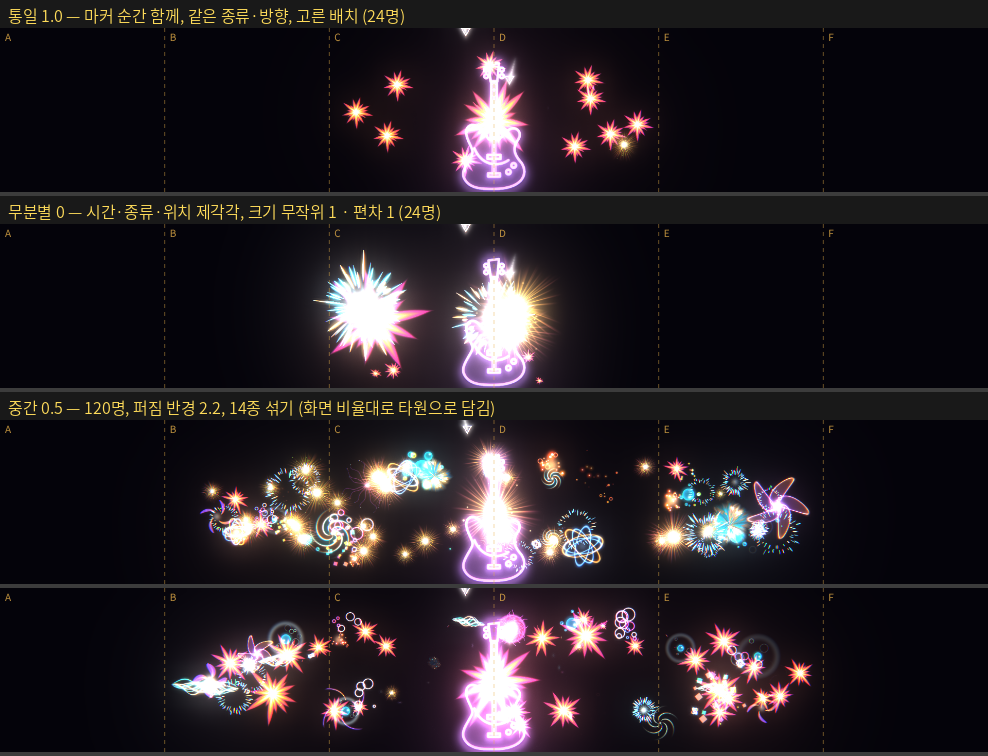 통일 1.0 — 마커 순간 함께, 같은 종류·방향, 고른 배치 (24명)
A B C D E F
무분별 0 — 시간·종류·위치 제각각, 크기 무작위 1 · 편차 1 (24명)
A B C D E F
중간 0.5 — 120명, 퍼짐 반경 2.2, 14종 섞기 (화면 비율대로 타원으로 담김)
A B C D E F
A B C D E F